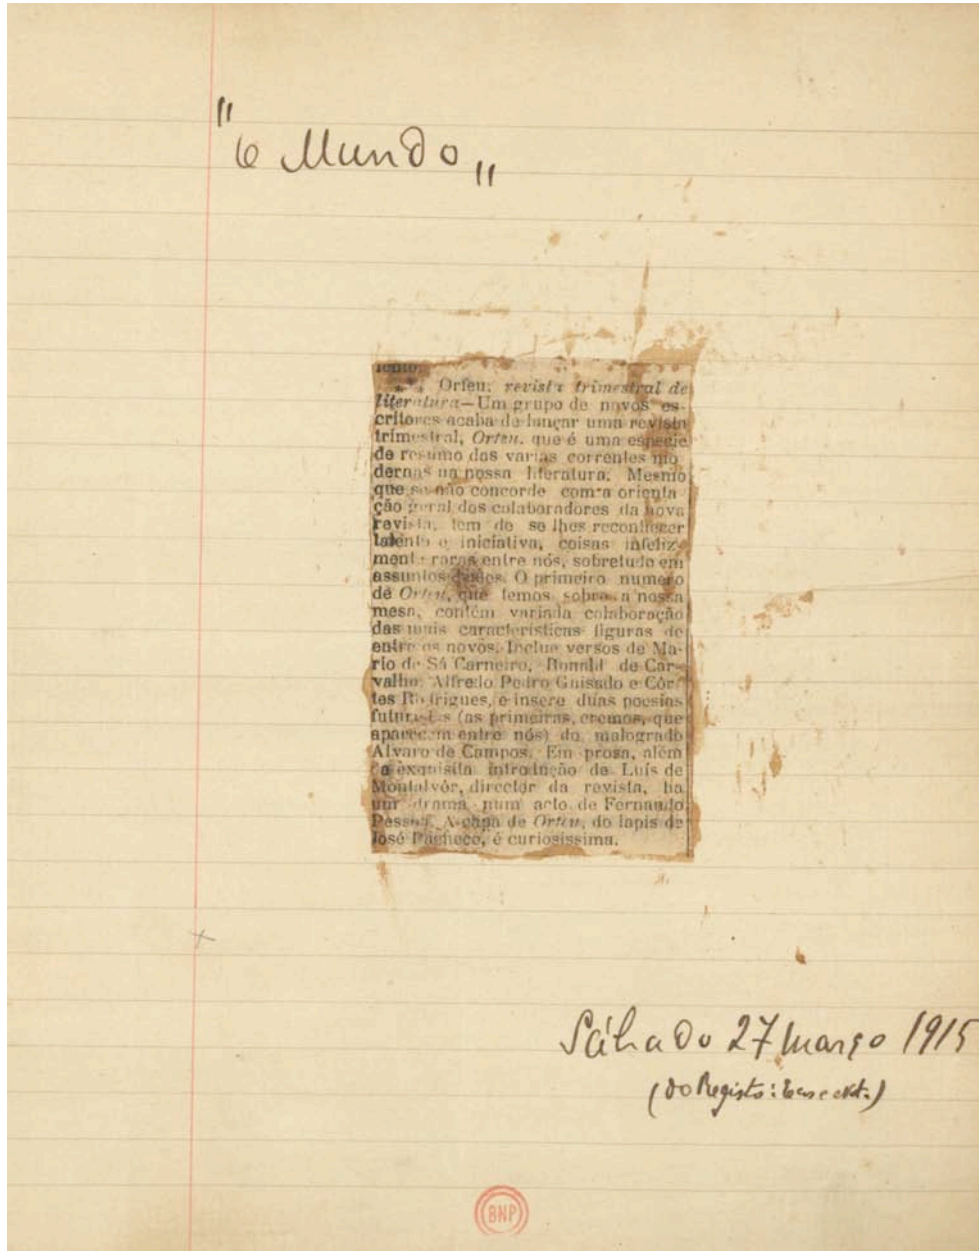 "O Mundo"
Orfeu, revista trimestral de
literatura—Um grupo de novos es-
critores acaba de lançar uma revista
trimestral, Orfeu, que é uma especie
de resumo das varias correntes mo
dernas na nossa literatura. Mesmo
que se não concorde com a orienta
ção geral dos colaboradores da nova
revista, tem de se lhes reconhecer
talento e iniciativa, coisas infeliz-
mente raras entre nós, sobretudo em
assuntos destes. O primeiro numero
de Orfeu, que temos sobre a nossa
mesa, contém variada colaboração
das mais caracteristicas figuras de
entre os novos. Inclue versos de Ma-
rio de Sá Carneiro, Ronald de Car-
valho, Alfredo Pedro Guisado e Côr-
tes Rodrigues, e insere duas poesias
futuristas (as primeiras, cremos, que
aparecem entre nós) do malogrado
Alvaro de Campos. Em prosa, além
da exquisita introdução de Luís de
Montalvôr, director da revista, ha
um drama num acto de Fernando
Pessoa. A capa de Orfeu, do lapis de
José Pacheco, é curiosissima.
Sábado 27 março 1915
(do Registo:
BNP